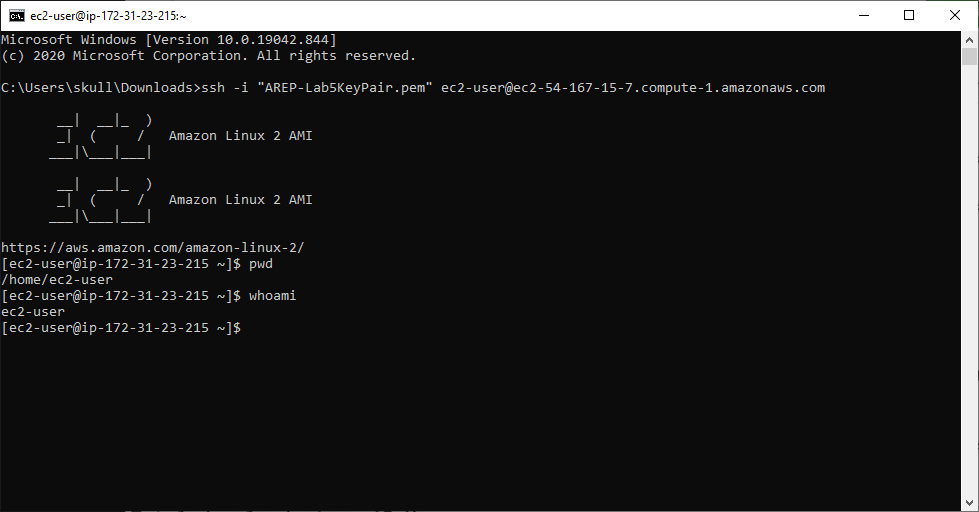 ec2-user@ip-172-31-23-215:~
Microsoft Windows [Version 10.0.19042.844]
(c) 2020 Microsoft Corporation. All rights reserved.
C:\Users\skull\Downloads>ssh -i "AREP-Lab5KeyPair.pem" ec2-user@ec2-54-167-15-7.compute-1.amazonaws.com
       __|  __|_  )
       _|  (     /   Amazon Linux 2 AMI
      ___|\___|___|
       __|  __|_  )
       _|  (     /   Amazon Linux 2 AMI
      ___|\___|___|
https://aws.amazon.com/amazon-linux-2/
[ec2-user@ip-172-31-23-215 ~]$ pwd
/home/ec2-user
[ec2-user@ip-172-31-23-215 ~]$ whoami
ec2-user
[ec2-user@ip-172-31-23-215 ~]$